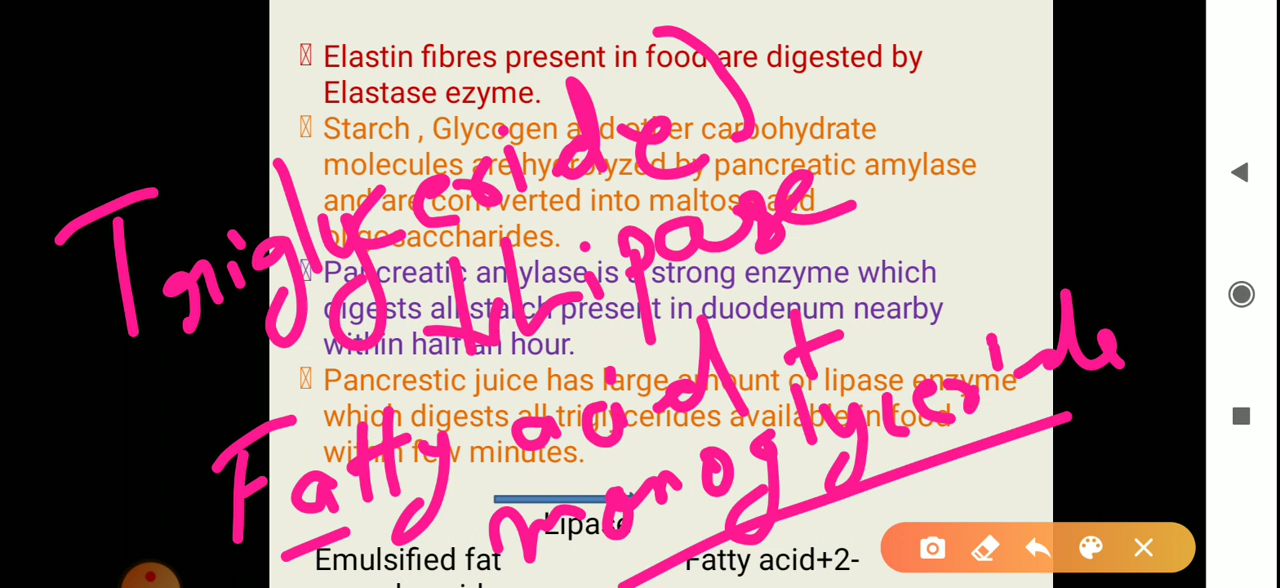 Elastin fibres present in food are digested by
Elastase ezyme.
Starch , Glycogen and other carbohydrate
molecules are hydrolyzed by pancreatic amylase
and are converted into maltose and
oligosaccharides.
Pancreatic amylase is a strong enzyme which
digests all starch present in duodenum nearby
within half an hour.
Pancrestic juice has large amount of lipase enzyme
which digests all triglycerides available in food
within few minutes.
Lipase
Emulsified fat Fatty acid+2-
Triglyceride)
+Lipase
Fatty acid +
monoglyceride